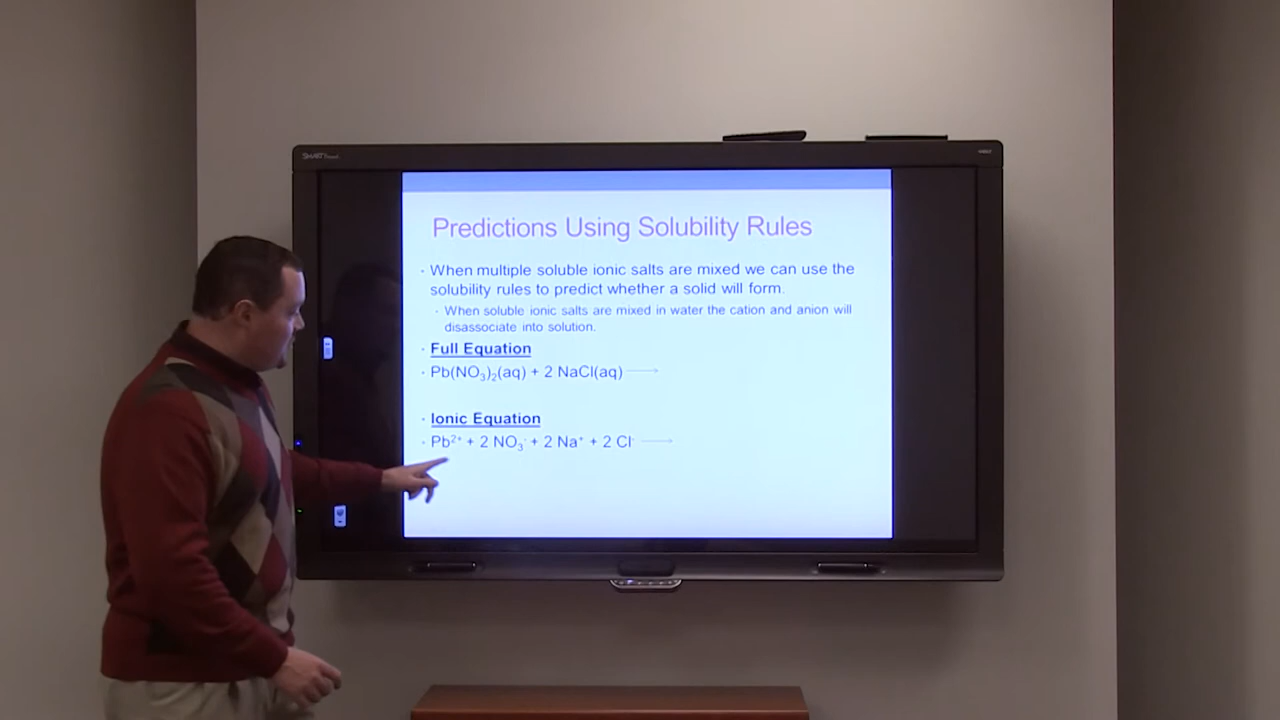 SMART
Predictions Using Solubility Rules
· When multiple soluble ionic salts are mixed we can use the
solubility rules to predict whether a solid will form.
· When soluble ionic salts are mixed in water the cation and anion will
disassociate into solution.
· Full Equation
· Pb(NO₃)₂(aq) + 2 NaCl(aq) ⟶
· Ionic Equation
· Pb²⁺ + 2 NO₃⁻ + 2 Na⁺ + 2 Cl⁻ ⟶